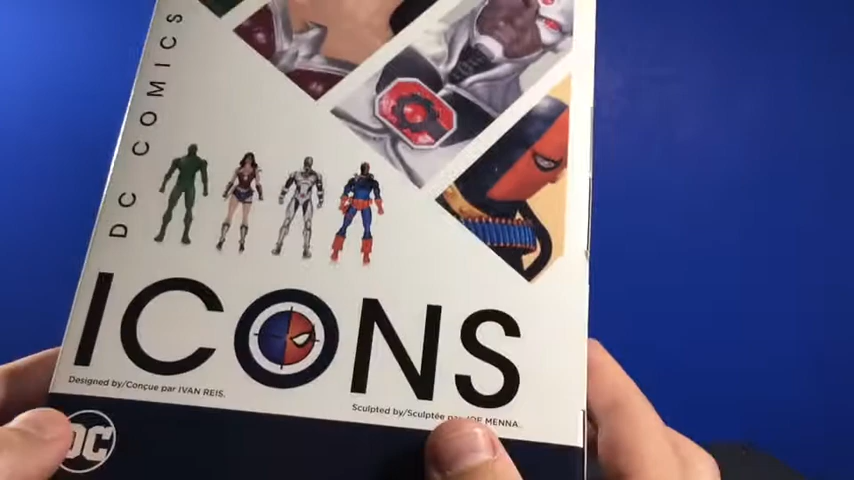 DC COMICS
ICONS
Designed by/Conçue par IVAN REIS.
Sculpted by/Sculptée par JOE MENNA.
DC